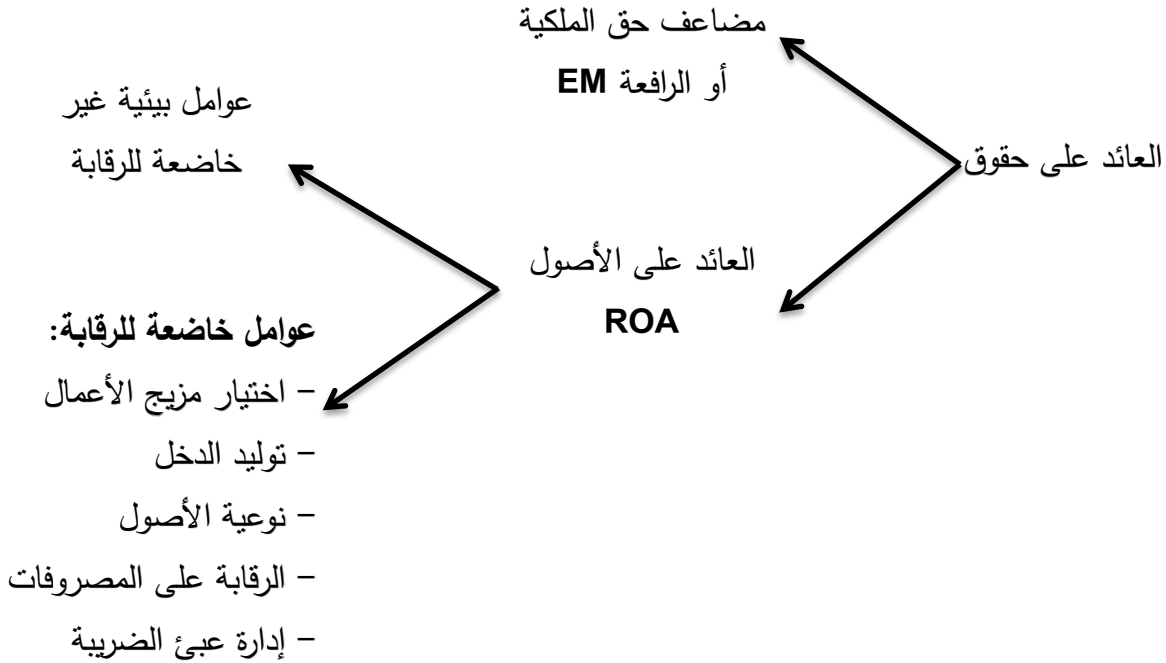 العائد على حقوق
مضاعف حق الملكية
أو الرافعة EM
العائد على الأصول
ROA
عوامل بيئية غير
خاضعة للرقابة
عوامل خاضعة للرقابة:
- اختيار مزيج الأعمال
- توليد الدخل
- نوعية الأصول
- الرقابة على المصروفات
- إدارة عبئ الضريبة